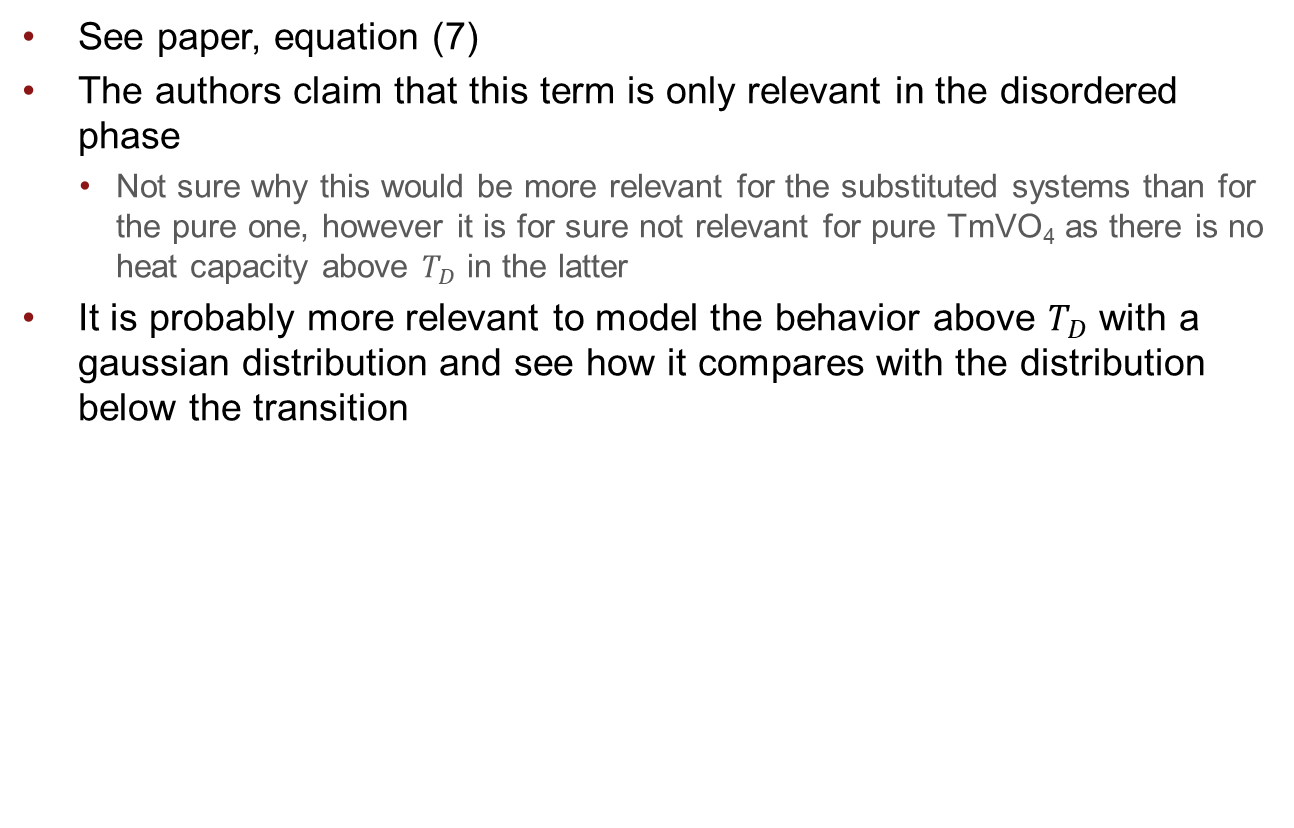 • See paper, equation (7)
• The authors claim that this term is only relevant in the disordered
phase
• Not sure why this would be more relevant for the substituted systems than for
the pure one, however it is for sure not relevant for pure TmVO₄ as there is no
heat capacity above 𝑇_𝐷 in the latter
• It is probably more relevant to model the behavior above 𝑇_𝐷 with a
gaussian distribution and see how it compares with the distribution
below the transition